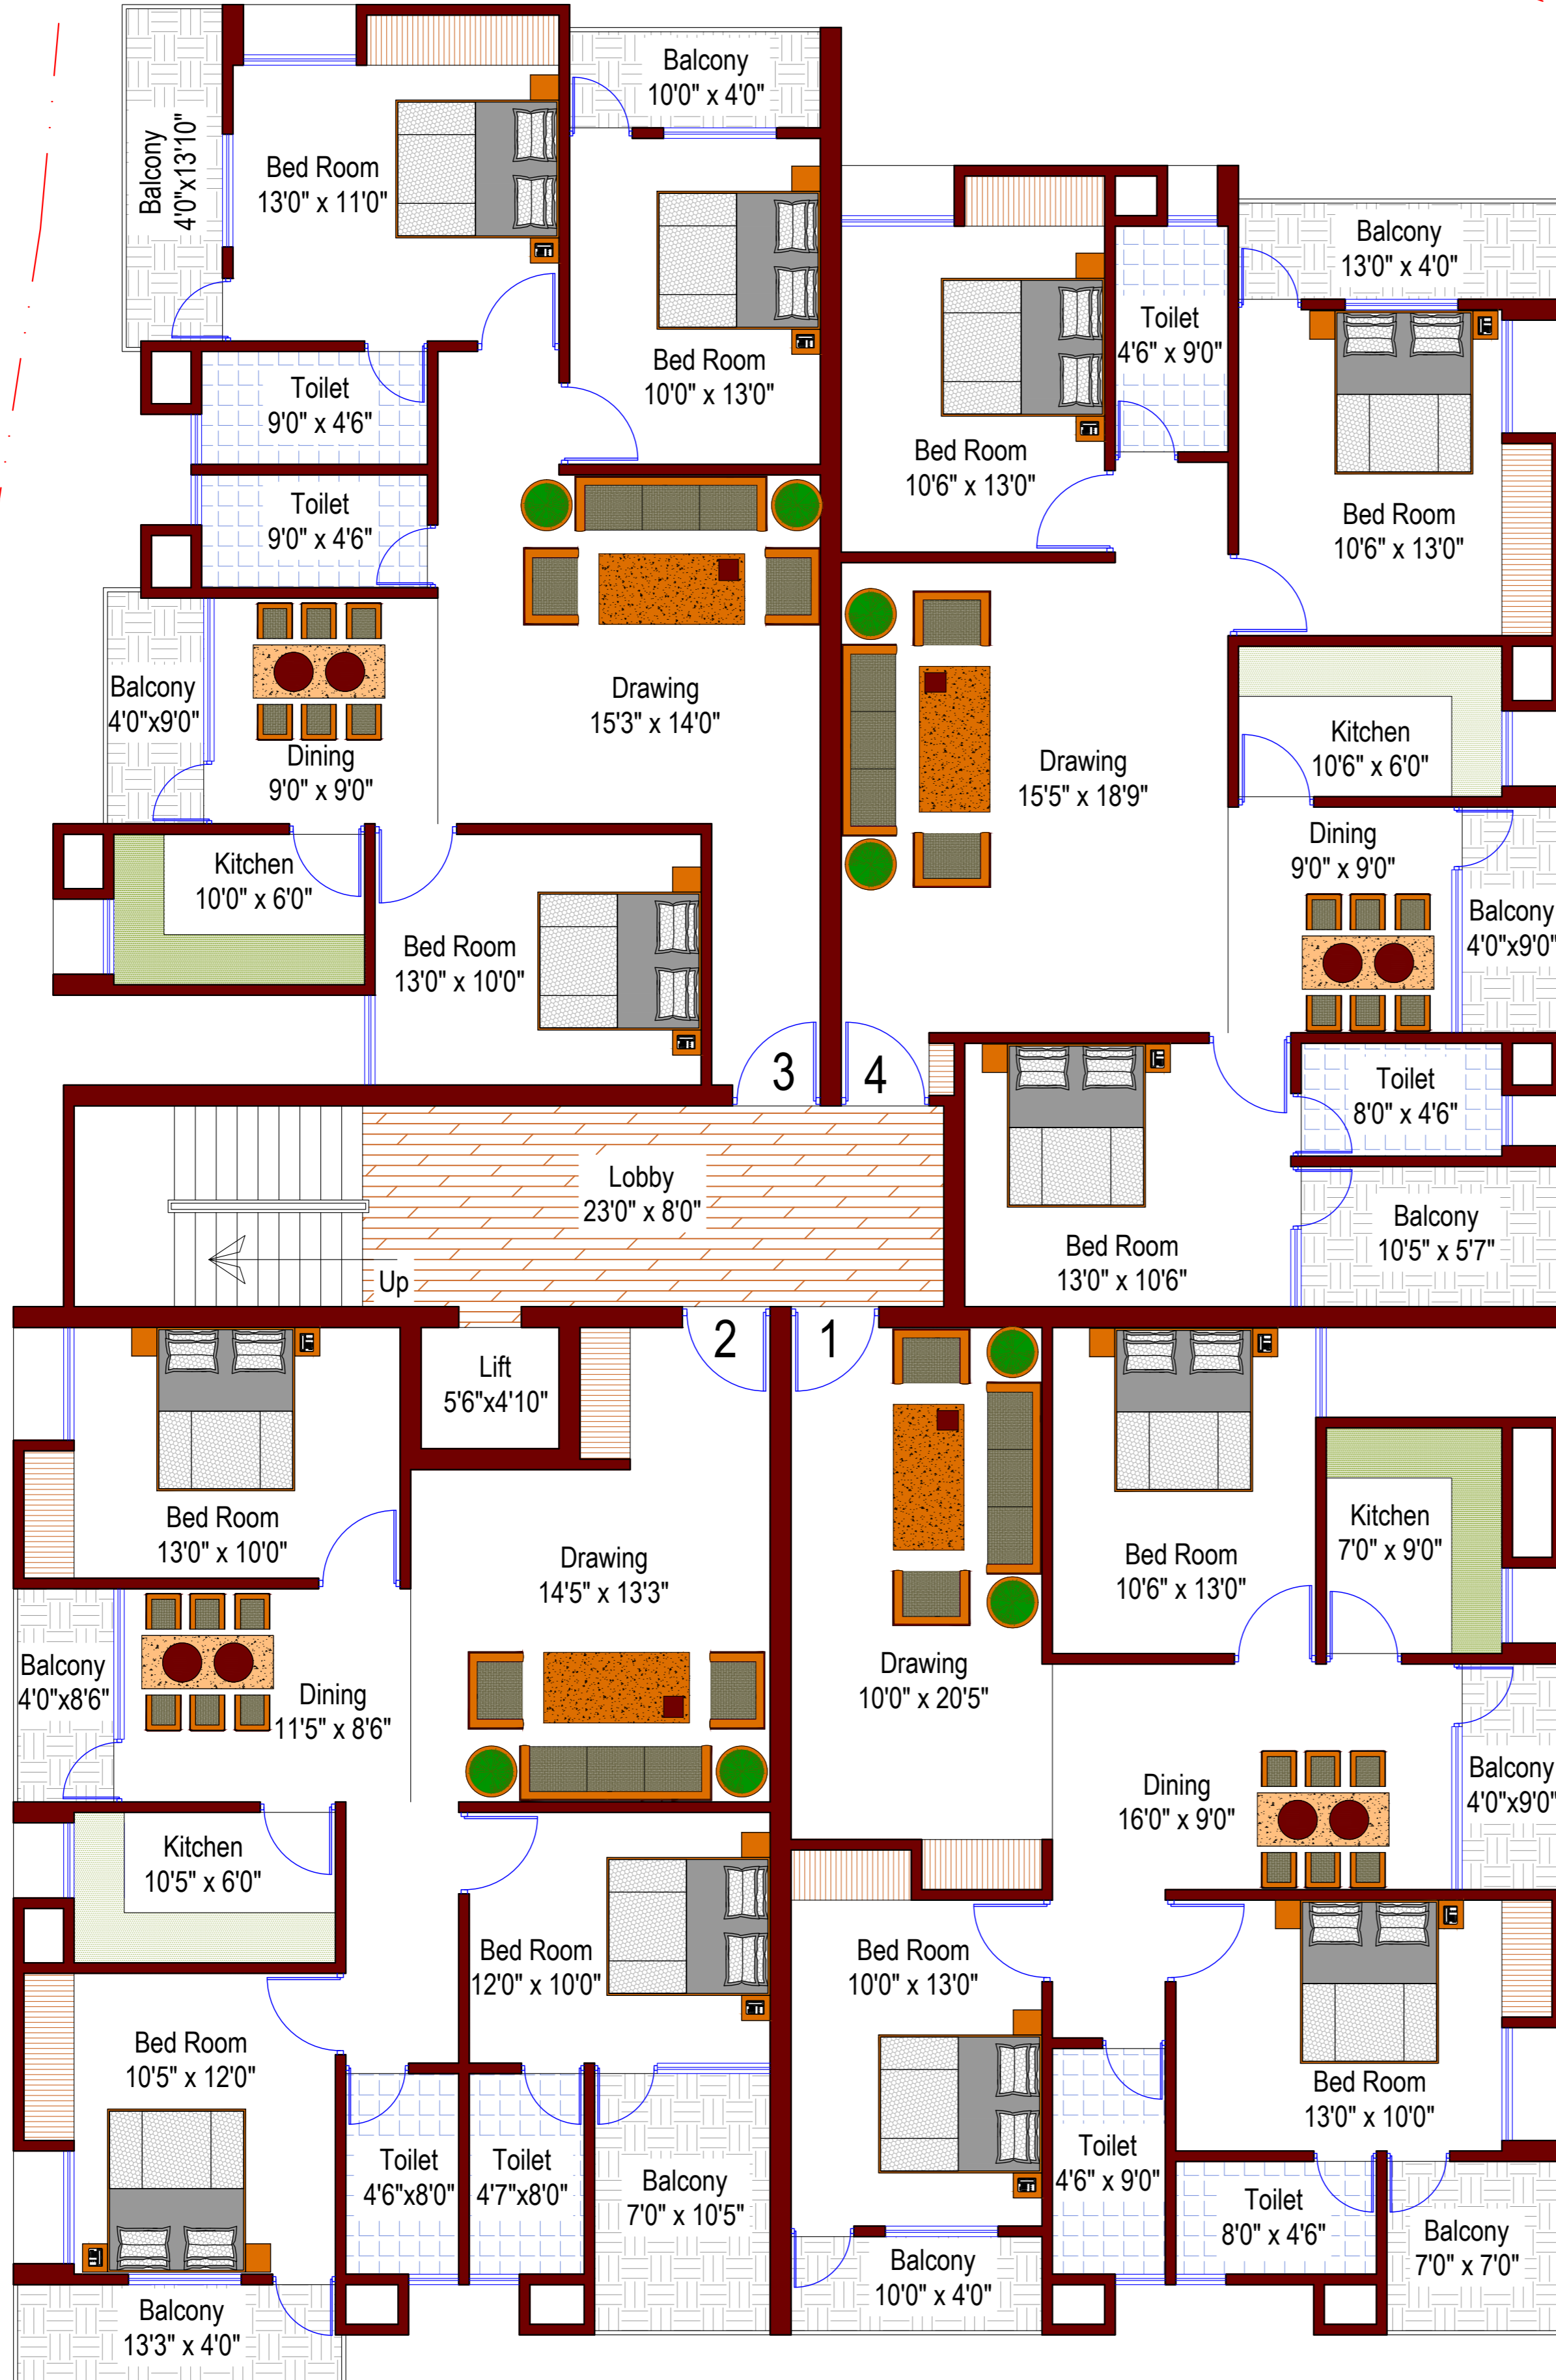 Balcony
10'0" x 4'0"
Balcony
4'0"x13'10"
Bed Room
13'0" x 11'0"
Bed Room
10'0" x 13'0"
Balcony
13'0" x 4'0"
Toilet
4'6" x 9'0"
Toilet
9'0" x 4'6"
Bed Room
10'6" x 13'0"
Toilet
9'0" x 4'6"
Bed Room
10'6" x 13'0"
Balcony
4'0"x9'0"
Drawing
15'3" x 14'0"
Dining
9'0" x 9'0"
Drawing
15'5" x 18'9"
Kitchen
10'6" x 6'0"
Dining
9'0" x 9'0"
Kitchen
10'0" x 6'0"
Bed Room
13'0" x 10'0"
Balcony
4'0"x9'0"
3
4
Toilet
8'0" x 4'6"
Lobby
23'0" x 8'0"
Balcony
10'5" x 5'7"
Bed Room
13'0" x 10'6"
Up
2
1
Lift
5'6"x4'10"
Bed Room
13'0" x 10'0"
Drawing
14'5" x 13'3"
Bed Room
10'6" x 13'0"
Kitchen
7'0" x 9'0"
Balcony
4'0"x8'6"
Dining
11'5" x 8'6"
Drawing
10'0" x 20'5"
Dining
16'0" x 9'0"
Balcony
4'0"x9'0"
Kitchen
10'5" x 6'0"
Bed Room
12'0" x 10'0"
Bed Room
10'0" x 13'0"
Bed Room
10'5" x 12'0"
Bed Room
13'0" x 10'0"
Toilet
4'6"x8'0"
Toilet
4'7"x8'0"
Balcony
7'0" x 10'5"
Toilet
4'6" x 9'0"
Toilet
8'0" x 4'6"
Balcony
7'0" x 7'0"
Balcony
10'0" x 4'0"
Balcony
13'3" x 4'0"